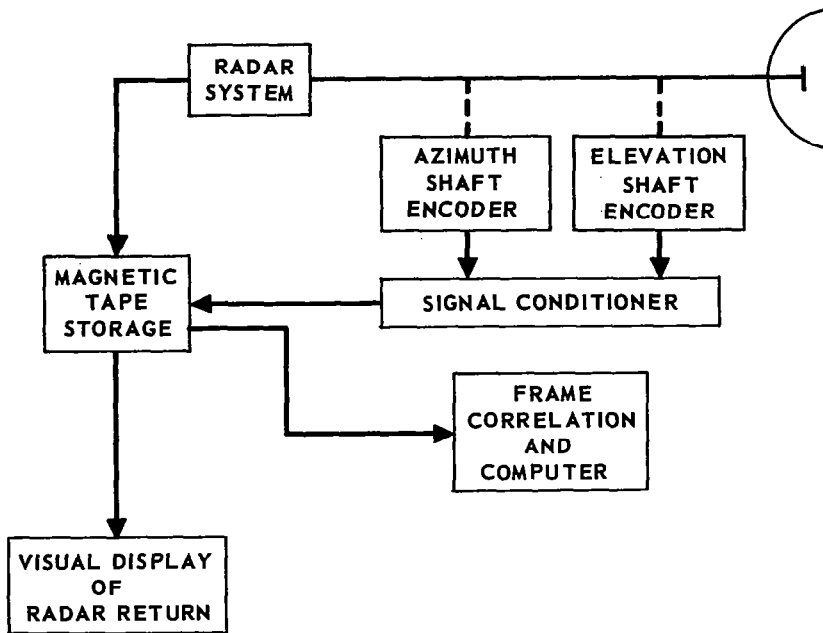 RADAR
SYSTEM
AZIMUTH
SHAFT
ENCODER
ELEVATION
SHAFT
ENCODER
MAGNETIC
TAPE
STORAGE
SIGNAL CONDITIONER
FRAME
CORRELATION
AND
COMPUTER
VISUAL DISPLAY
OF
RADAR RETURN